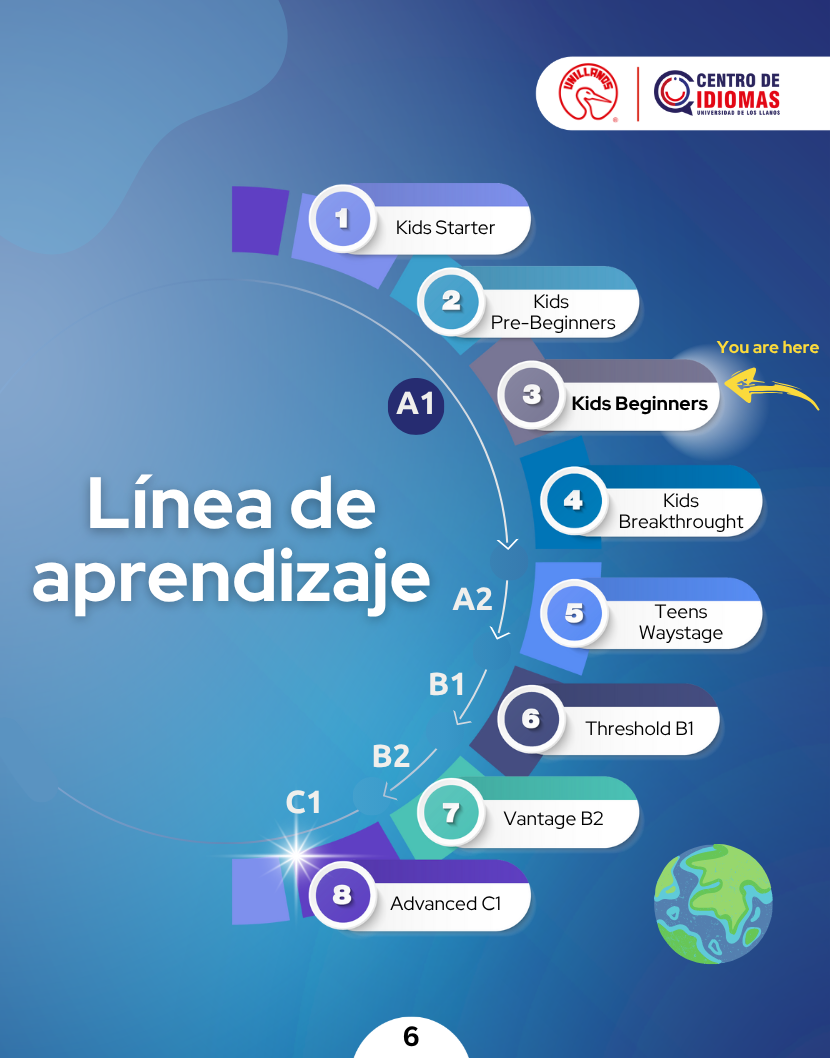 UNILLANOS
®
CENTRO DE
IDIOMAS
UNIVERSIDAD DE LOS LLANOS
1
Kids Starter
2
Kids
Pre-Beginners
You are here
3
Kids Beginners
A1
4
Kids
Breakthrought
Línea de
aprendizaje
A2
5
Teens
Waystage
B1
6
Threshold B1
B2
7
Vantage B2
C1
8
Advanced C1
6